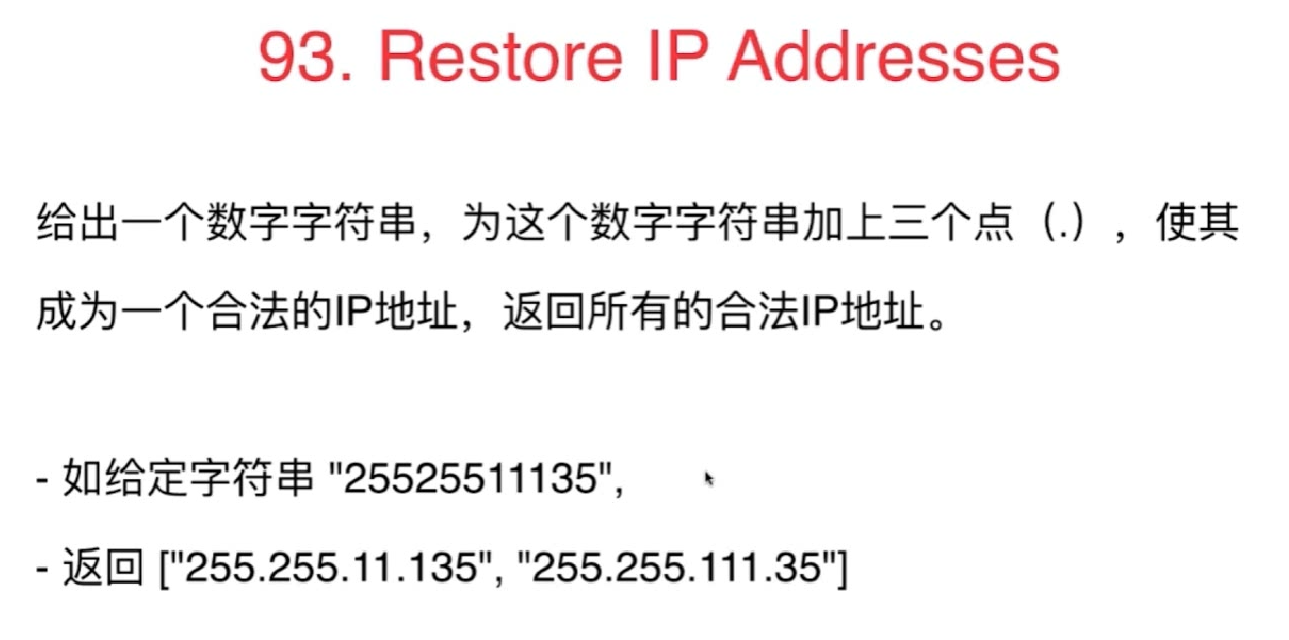 93. Restore IP Addresses
给出一个数字字符串，为这个数字字符串加上三个点（.），使其
成为一个合法的IP地址，返回所有的合法IP地址。
- 如给定字符串 "25525511135",
- 返回 ["255.255.11.135", "255.255.111.35"]